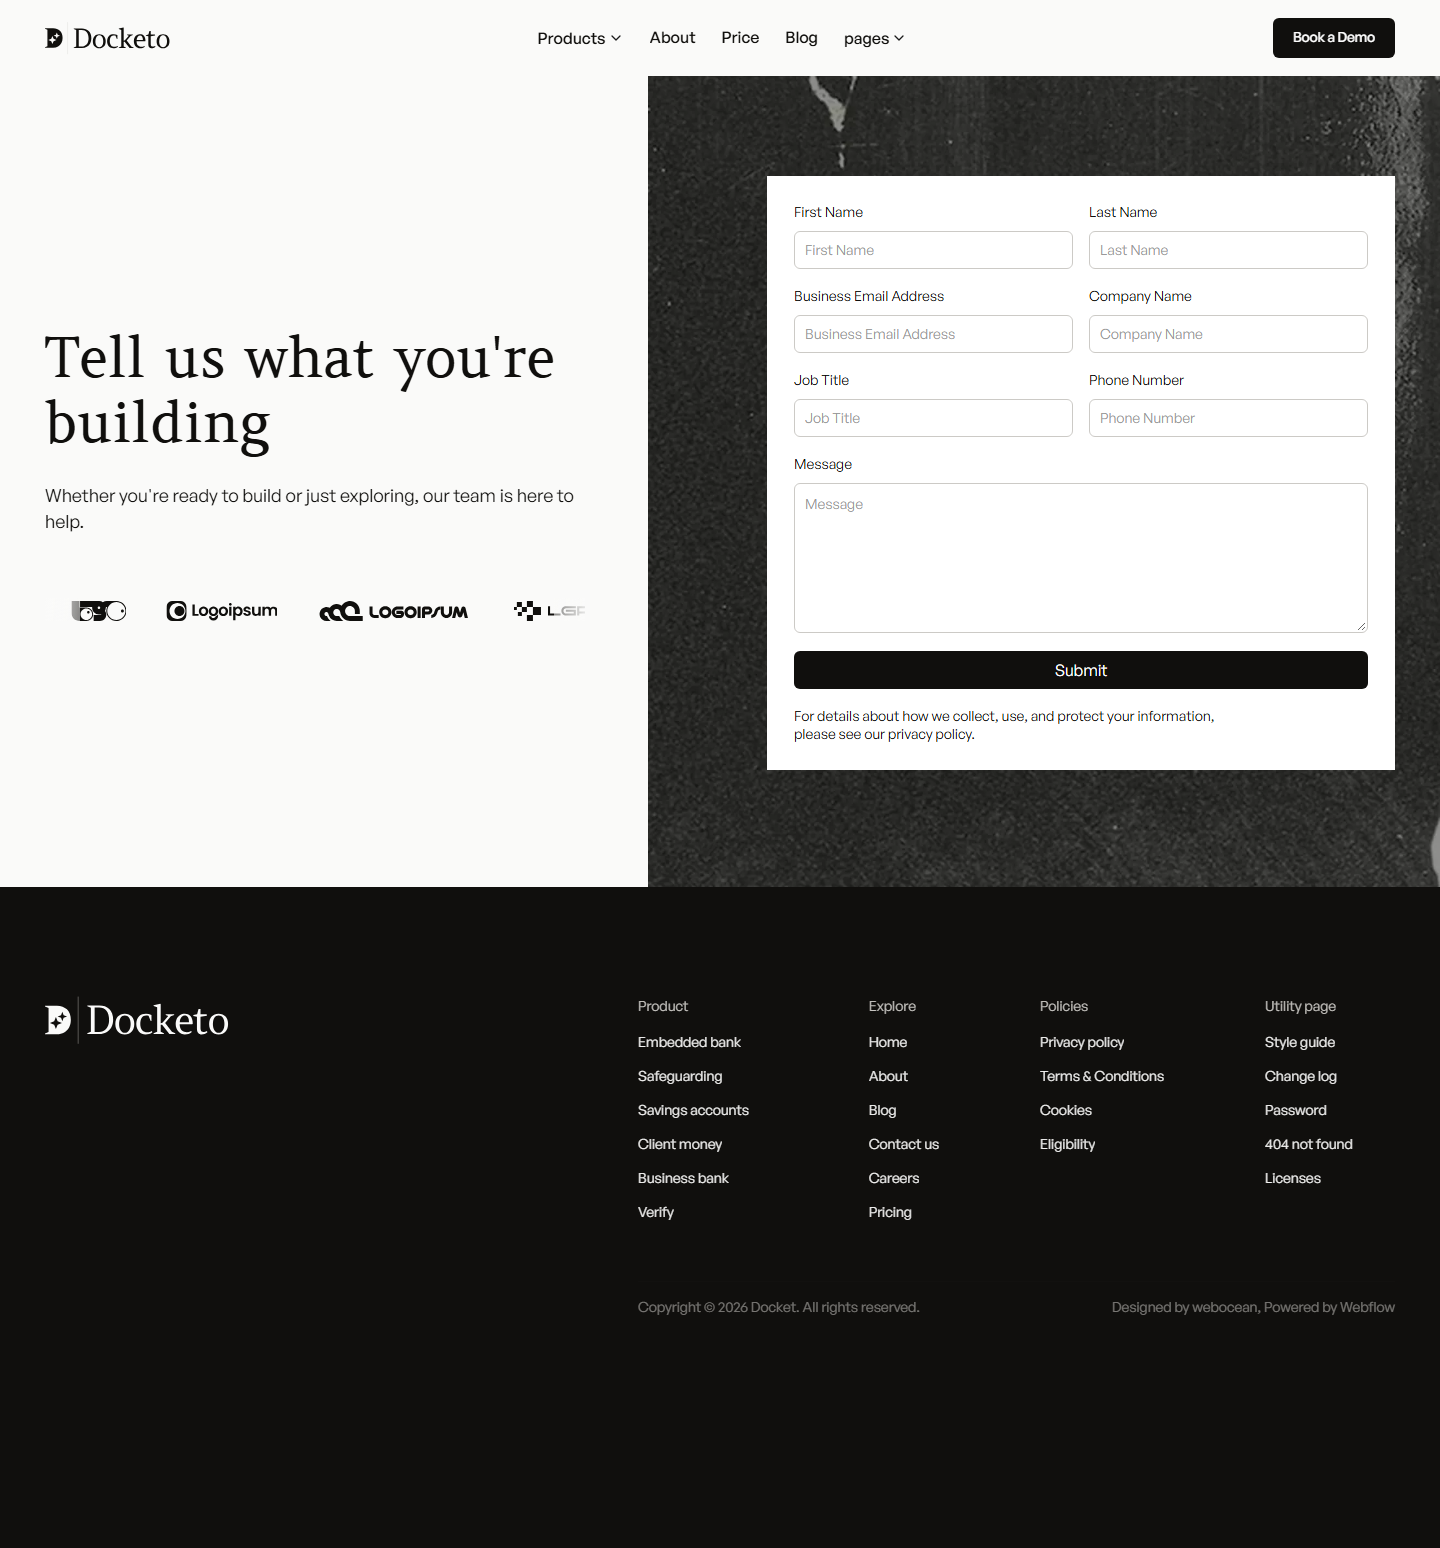 Docketo
Products
About
Price
Blog
pages
Book a Demo
Tell us what you're
building
Whether you're ready to build or just exploring, our team is here to
help.
Logoipsum
LOGOIPSUM
First Name
Last Name
First Name
Last Name
Business Email Address
Company Name
Business Email Address
Company Name
Job Title
Phone Number
Job Title
Phone Number
Message
Message
Submit
For details about how we collect, use, and protect your information,
please see our privacy policy.
Docketo
Product
Embedded bank
Safeguarding
Savings accounts
Client money
Business bank
Verify
Explore
Home
About
Blog
Contact us
Careers
Pricing
Policies
Privacy policy
Terms & Conditions
Cookies
Eligibility
Utility page
Style guide
Change log
Password
404 not found
Licenses
Copyright © 2026 Docket. All rights reserved.
Designed by webocean, Powered by Webflow